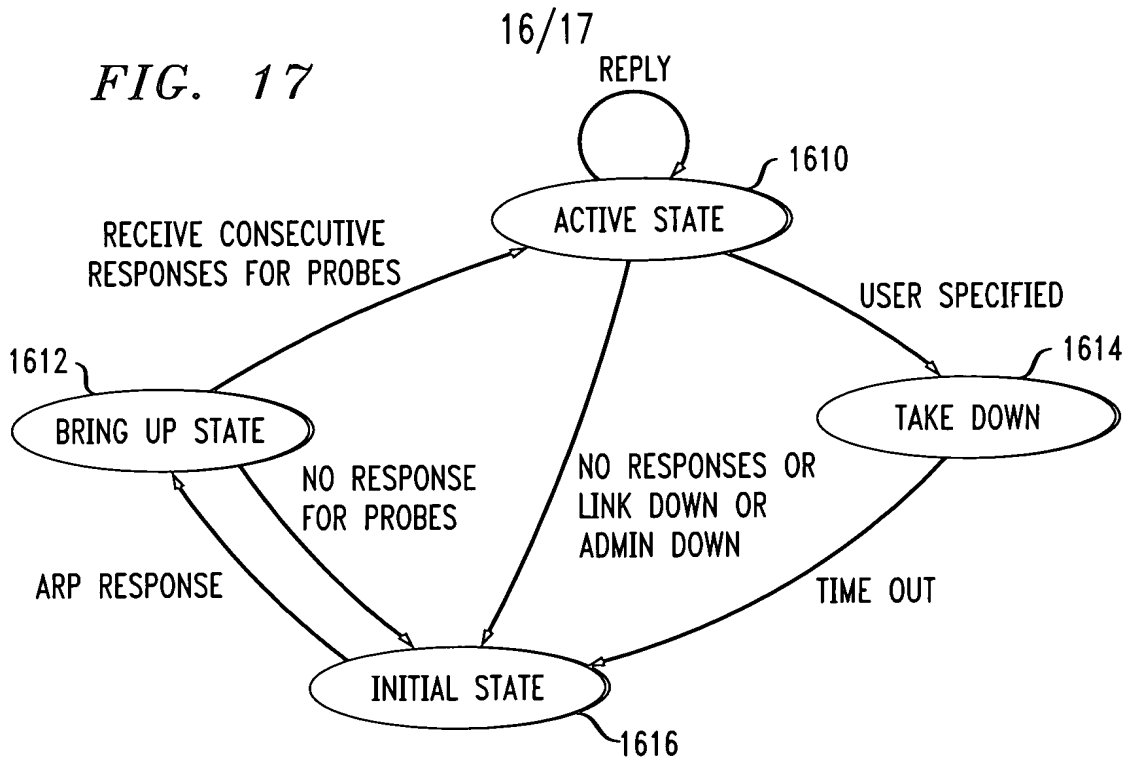 16/17
FIG. 17
REPLY
1610
ACTIVE STATE
RECEIVE CONSECUTIVE
RESPONSES FOR PROBES
USER SPECIFIED
1612
1614
BRING UP STATE
TAKE DOWN
NO RESPONSE
FOR PROBES
NO RESPONSES OR
LINK DOWN OR
ADMIN DOWN
ARP RESPONSE
TIME OUT
INITIAL STATE
1616